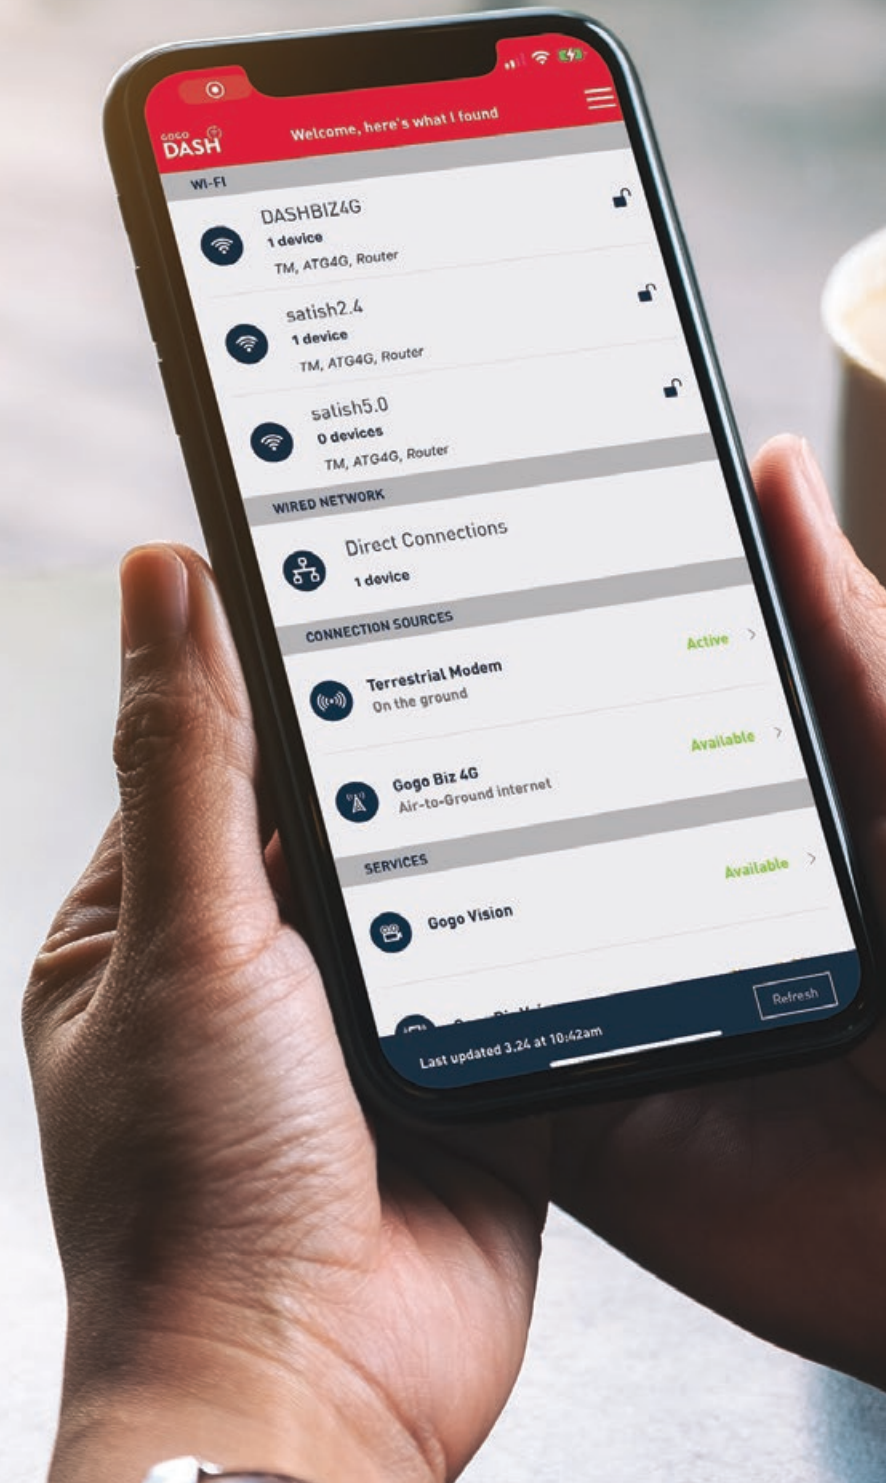 GOGO
DASH
Welcome, here's what I found
WI-FI
DASHBIZ4G
1 device
TM, ATG4G, Router
satish2.4
1 device
TM, ATG4G, Router
satish5.0
0 devices
TM, ATG4G, Router
WIRED NETWORK
Direct Connections
1 device
CONNECTION SOURCES
Terrestrial Modem
Active
On the ground
Gogo Biz 4G
Available
Air-to-Ground internet
SERVICES
Gogo Vision
Available
Last updated 3.24 at 10:42am
Refresh